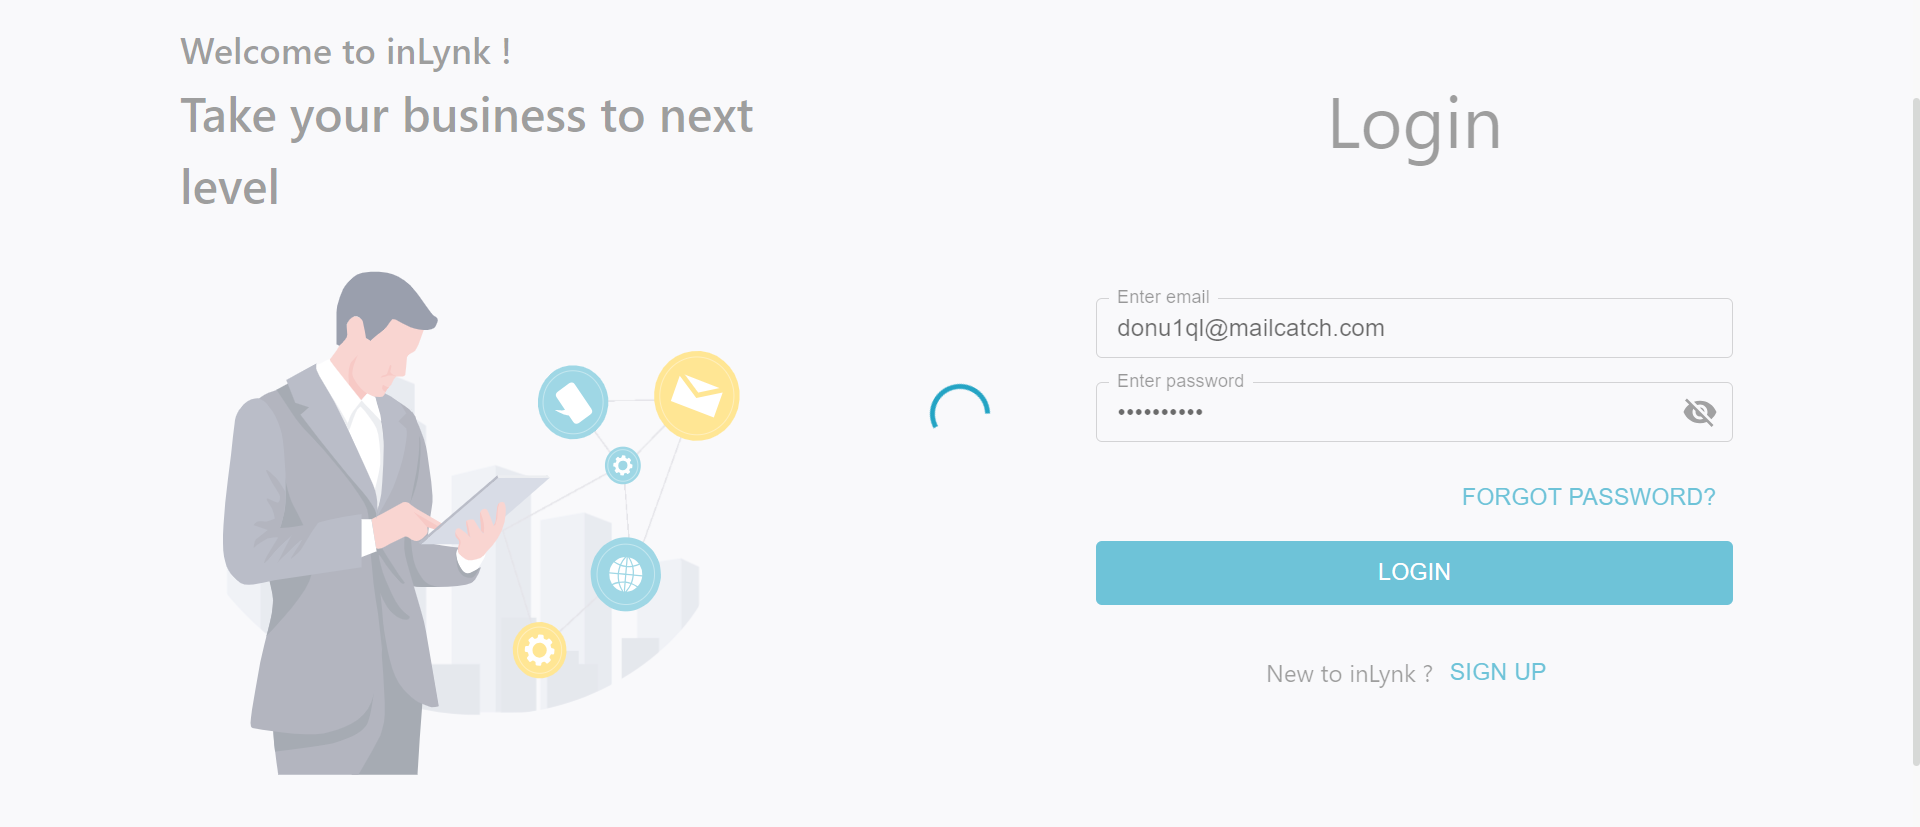 Welcome to inLynk !
Take your business to next
level
Login
Enter email
donu1ql@mailcatch.com
Enter password
••••••••••
FORGOT PASSWORD?
LOGIN
New to inLynk ? SIGN UP